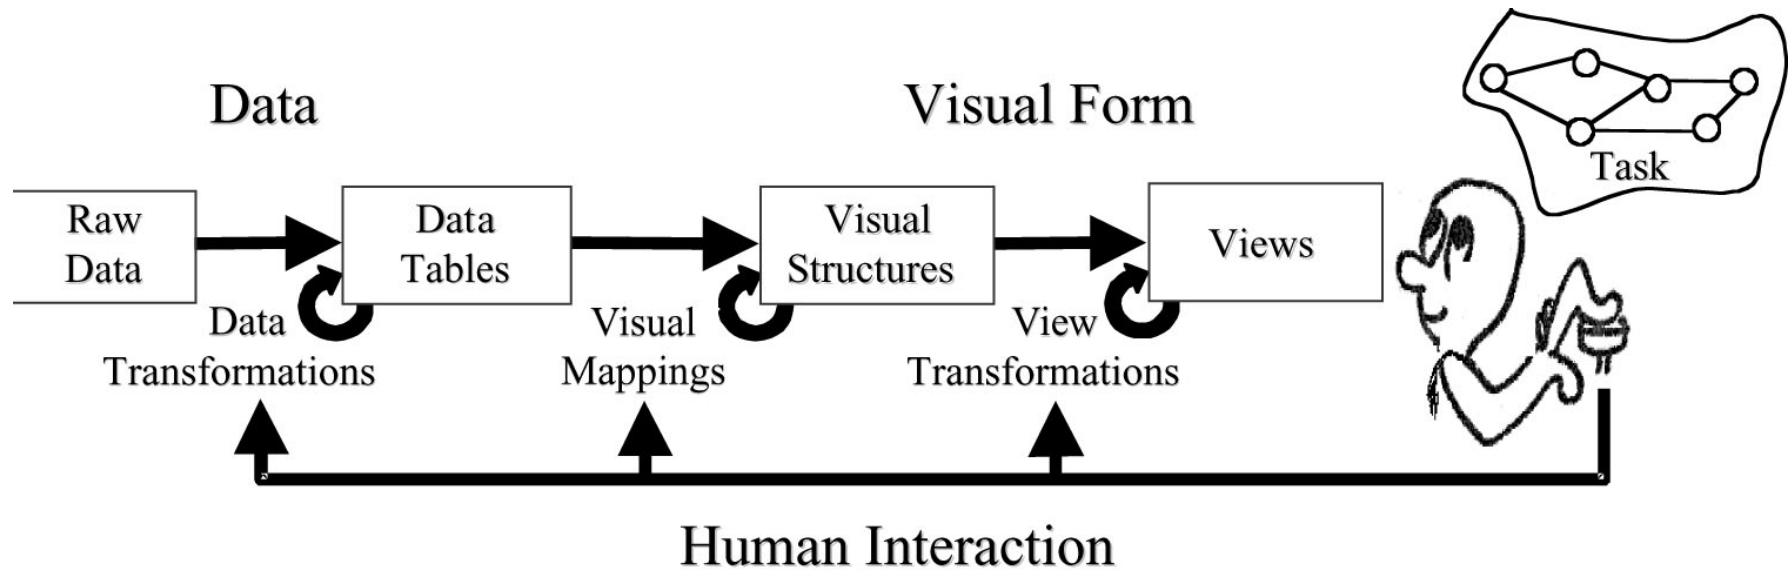 Data
Visual Form
Task
Raw
Data
Data
Tables
Visual
Structures
Views
Data
Transformations
Visual
Mappings
View
Transformations
Human Interaction